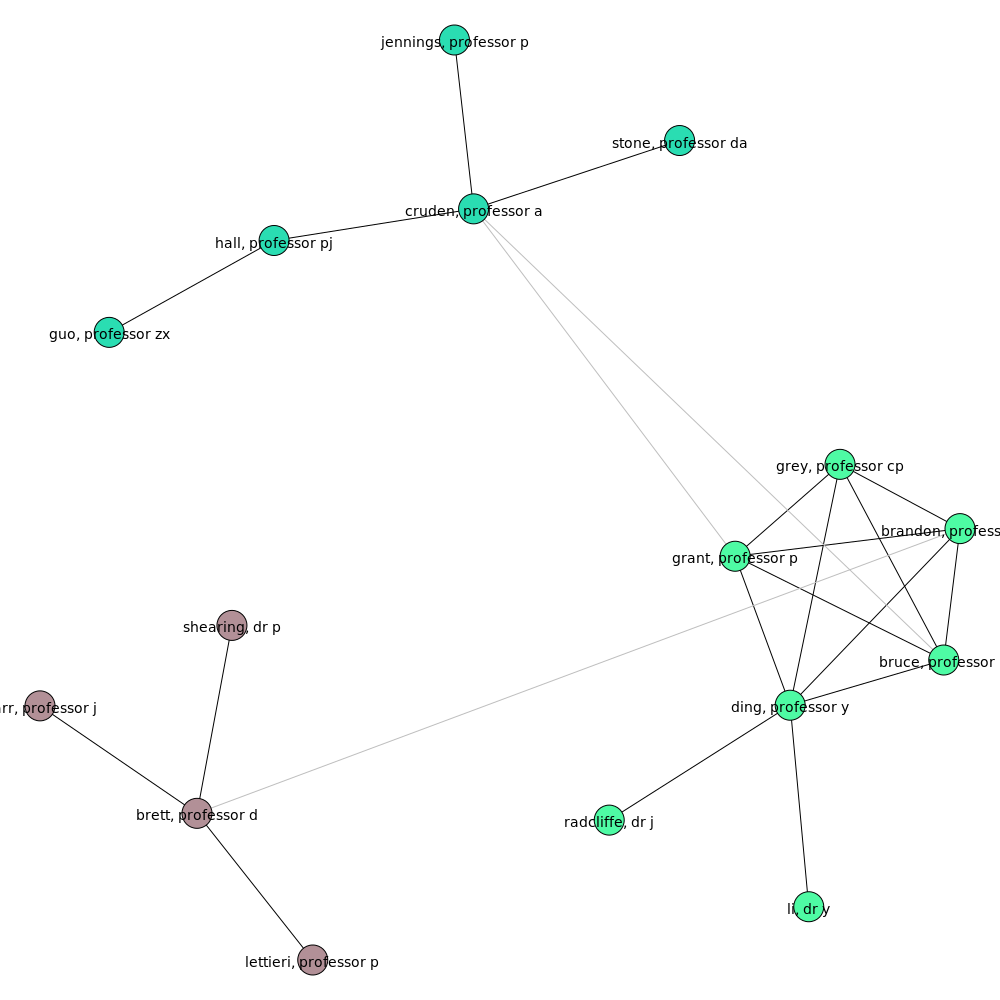 jennings, professor p
stone, professor da
cruden, professor a
hall, professor pj
guo, professor zx
grey, professor cp
brandon, profess
grant, professor p
shearing, dr p
bruce, professor
rr, professor j
ding, professor y
brett, professor d
radcliffe, dr j
li, dr y
lettieri, professor p